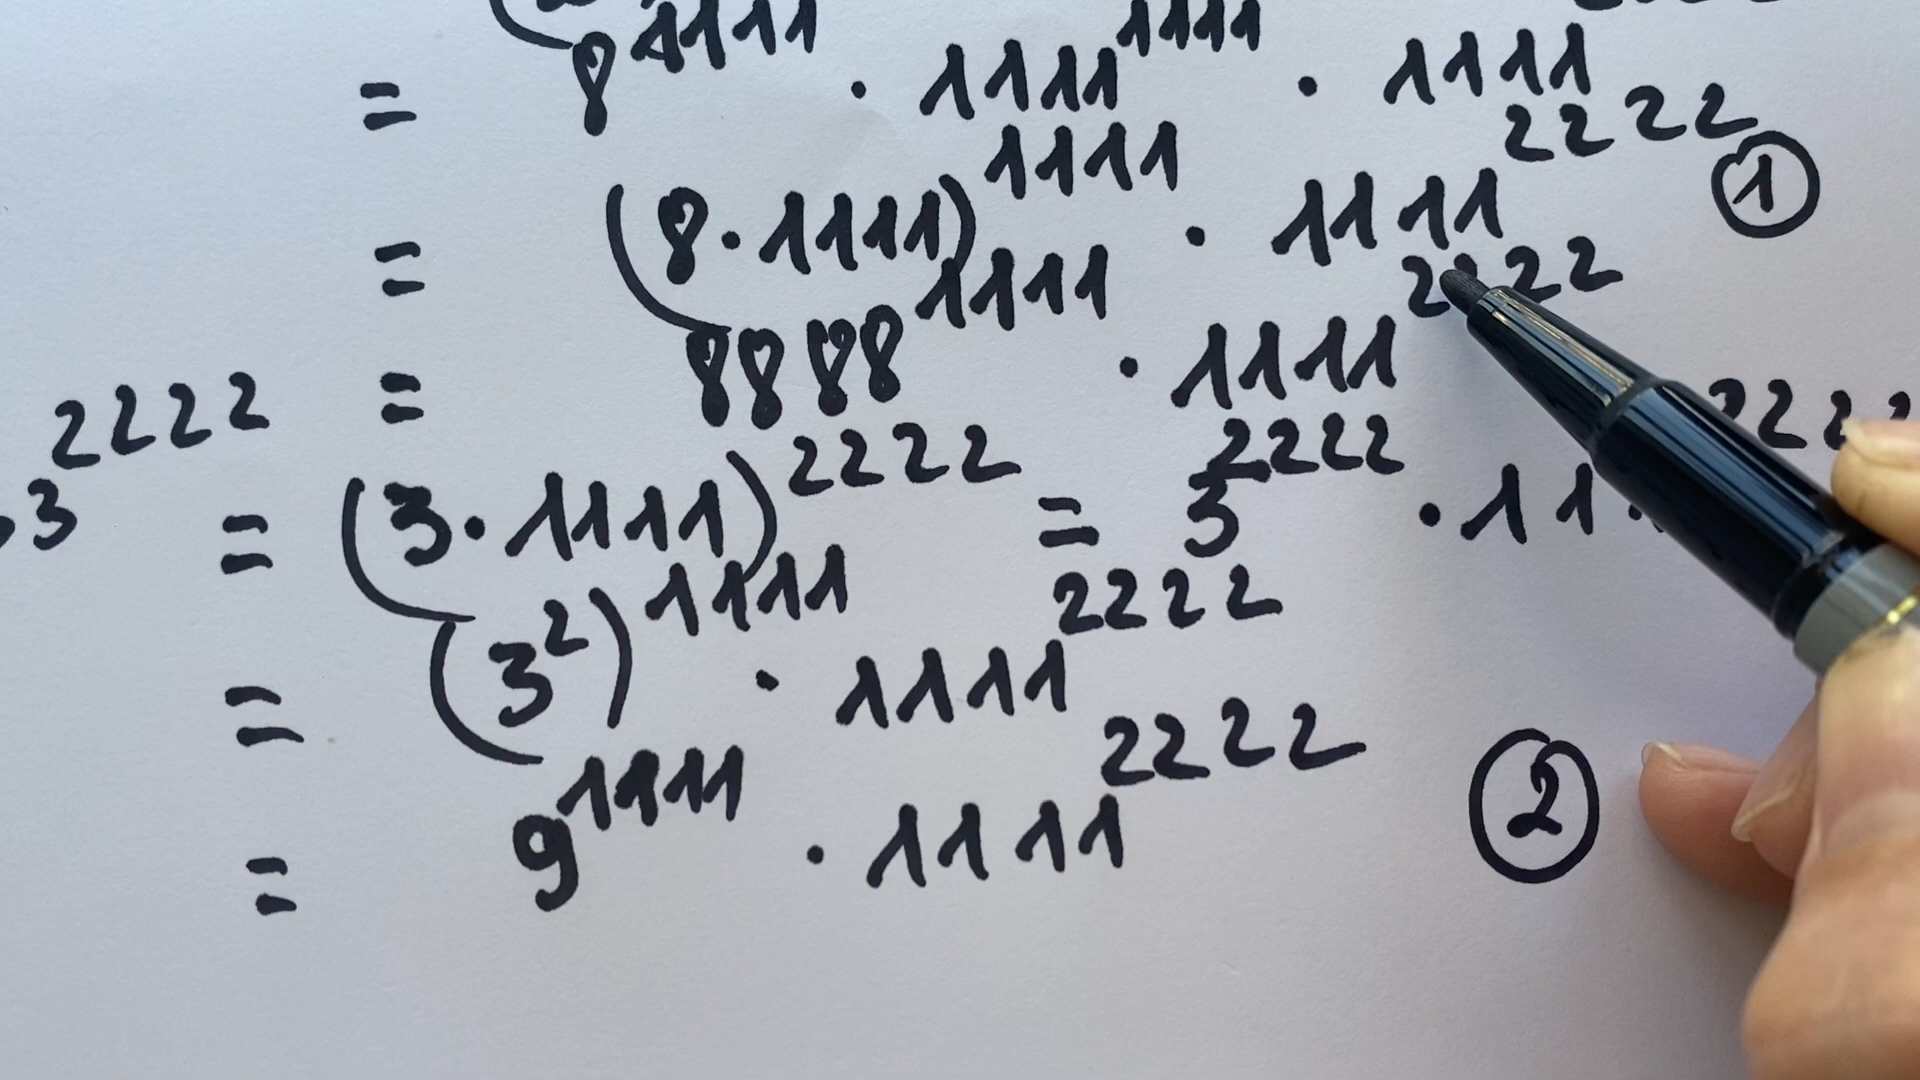 = 8^1111 · 1111^1111 · 1111^2222
= (8·1111)^1111 · 1111^2222 ①
= 8888^1111 · 1111^2222
3^2222 = (3·1111)^2222 = 3^2222 · 11
= (3^2)^1111 · 1111^2222
= 9^1111 · 1111^2222 ②